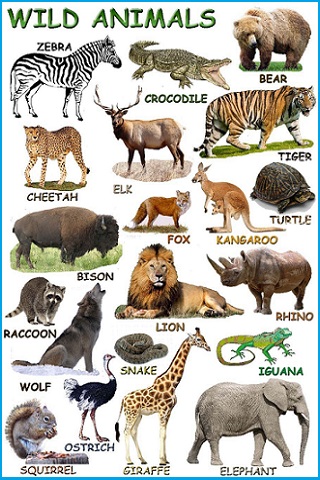 WILD ANIMALS
ZEBRA
CROCODILE
BEAR
TIGER
CHEETAH
ELK
FOX
KANGAROO
TURTLE
BISON
LION
RHINO
RACCOON
WOLF
SNAKE
IGUANA
SQUIRREL
OSTRICH
GIRAFFE
ELEPHANT